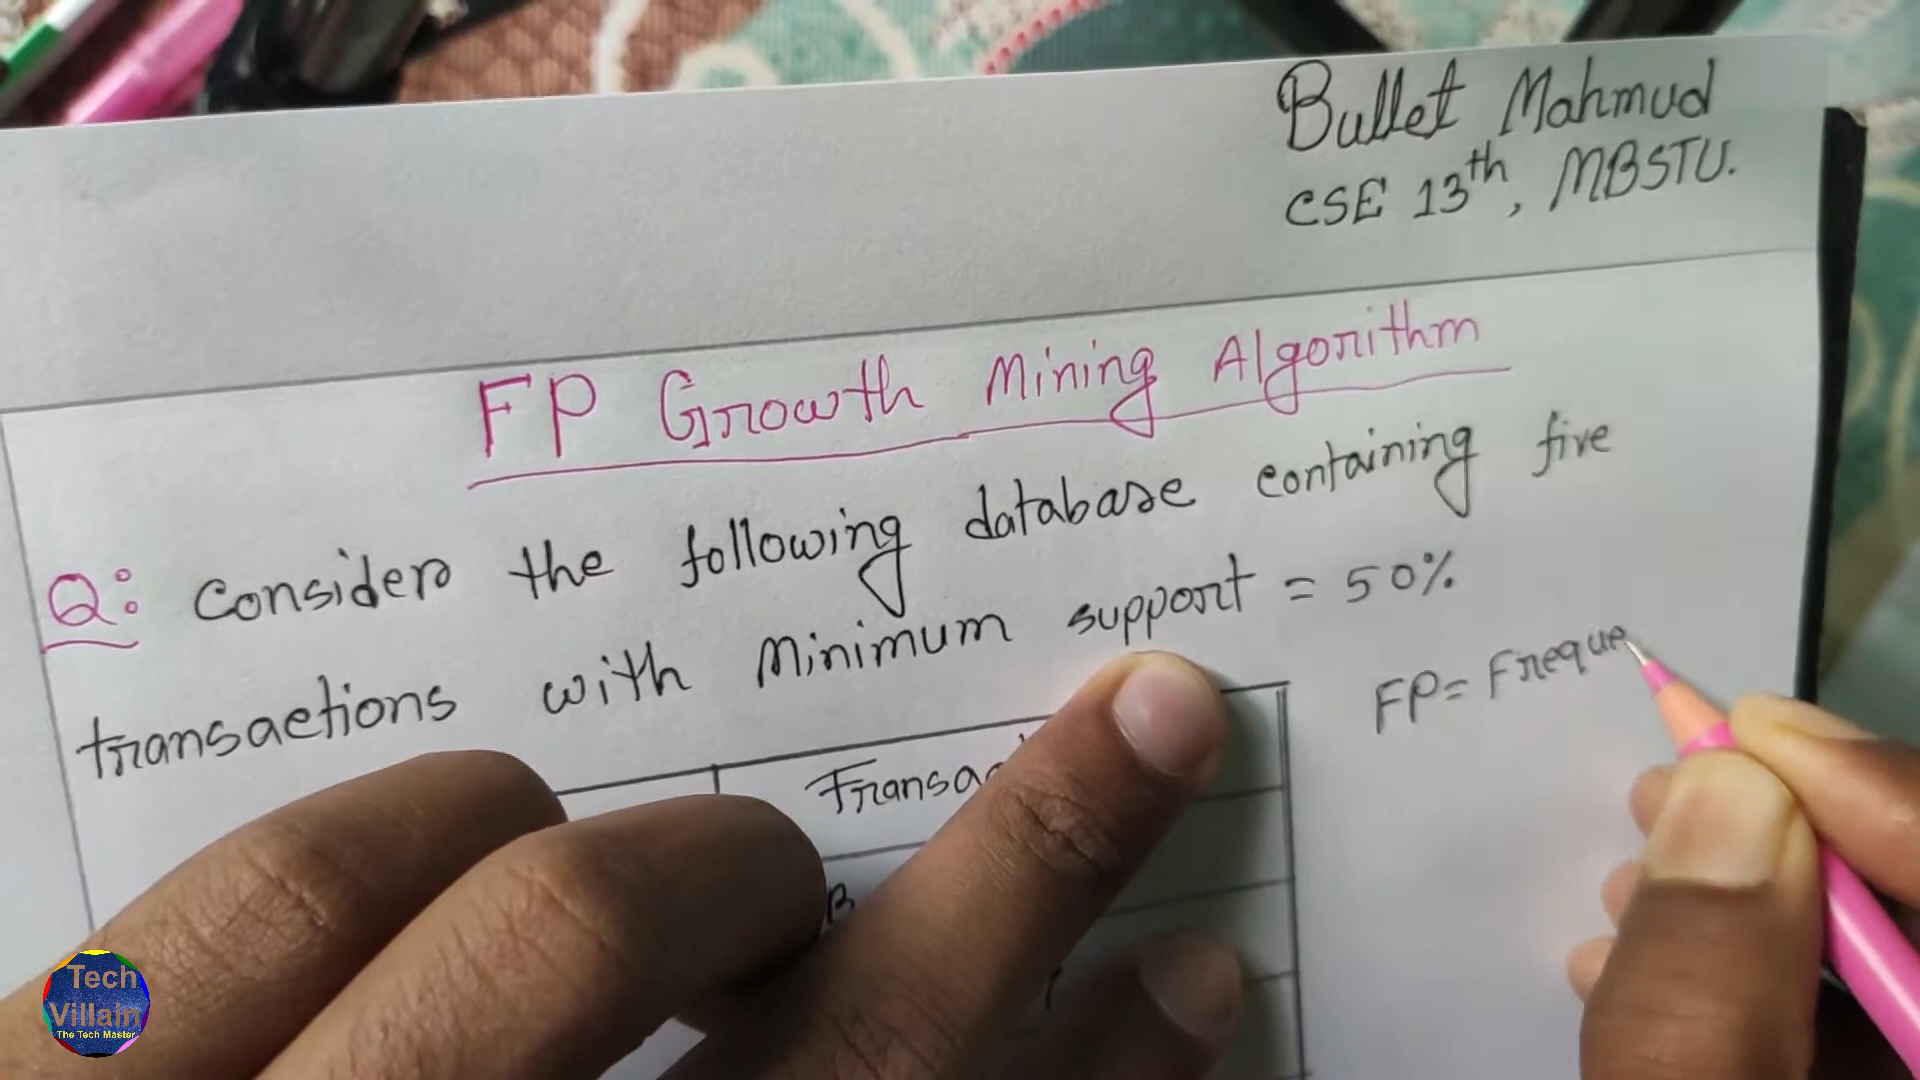 Bullet Mahmud
CSE 13th, MBSTU.
FP Growth Mining Algorithm
Q: Consider the following database containing five
transactions with Minimum support = 50%
FP = Freque
Transac
B
Tech
Villain
The Tech Master